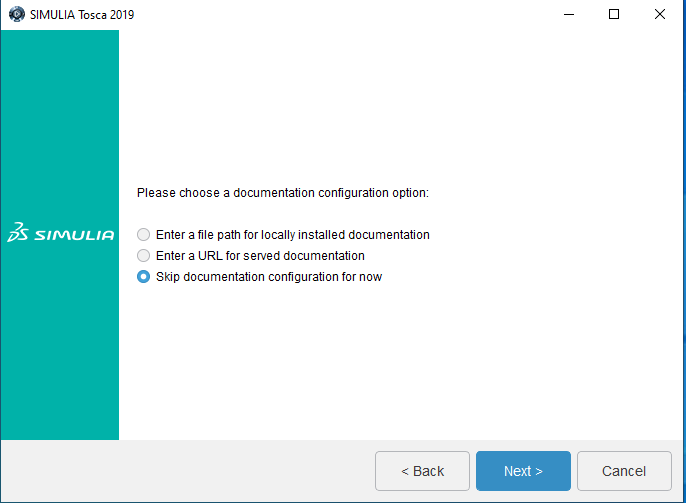 SIMULIA Tosca 2019
Please choose a documentation configuration option:
Enter a file path for locally installed documentation
Enter a URL for served documentation
Skip documentation configuration for now
SIMULIA
< Back
Next >
Cancel